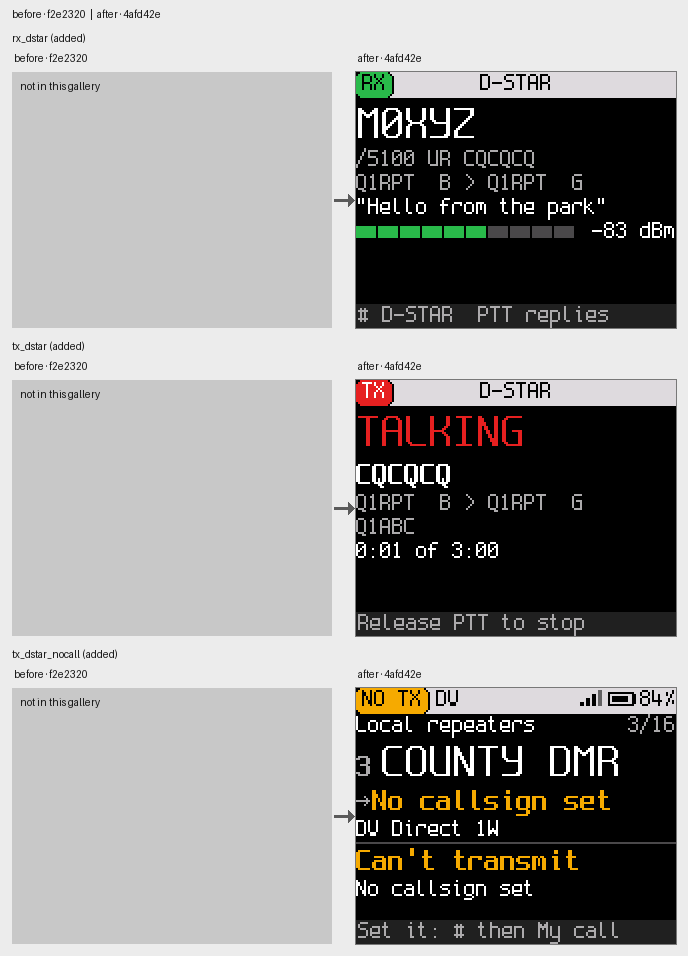 before · f2e2320 | after · 4afd42e
rx_dstar (added)
before · f2e2320
after · 4afd42e
not in this gallery
RX D-STAR
M0XYZ
/5100 UR CQCQCQ
Q1RPT B > Q1RPT G
"Hello from the park"
-83 dBm
# D-STAR PTT replies
tx_dstar (added)
before · f2e2320
after · 4afd42e
not in this gallery
TX D-STAR
TALKING
CQCQCQ
Q1RPT B > Q1RPT G
Q1ABC
0:01 of 3:00
Release PTT to stop
tx_dstar_nocall (added)
before · f2e2320
after · 4afd42e
not in this gallery
NO TX DV 84%
Local repeaters 3/16
3 COUNTY DMR
→No callsign set
DV Direct 1W
Can't transmit
No callsign set
Set it: # then My call